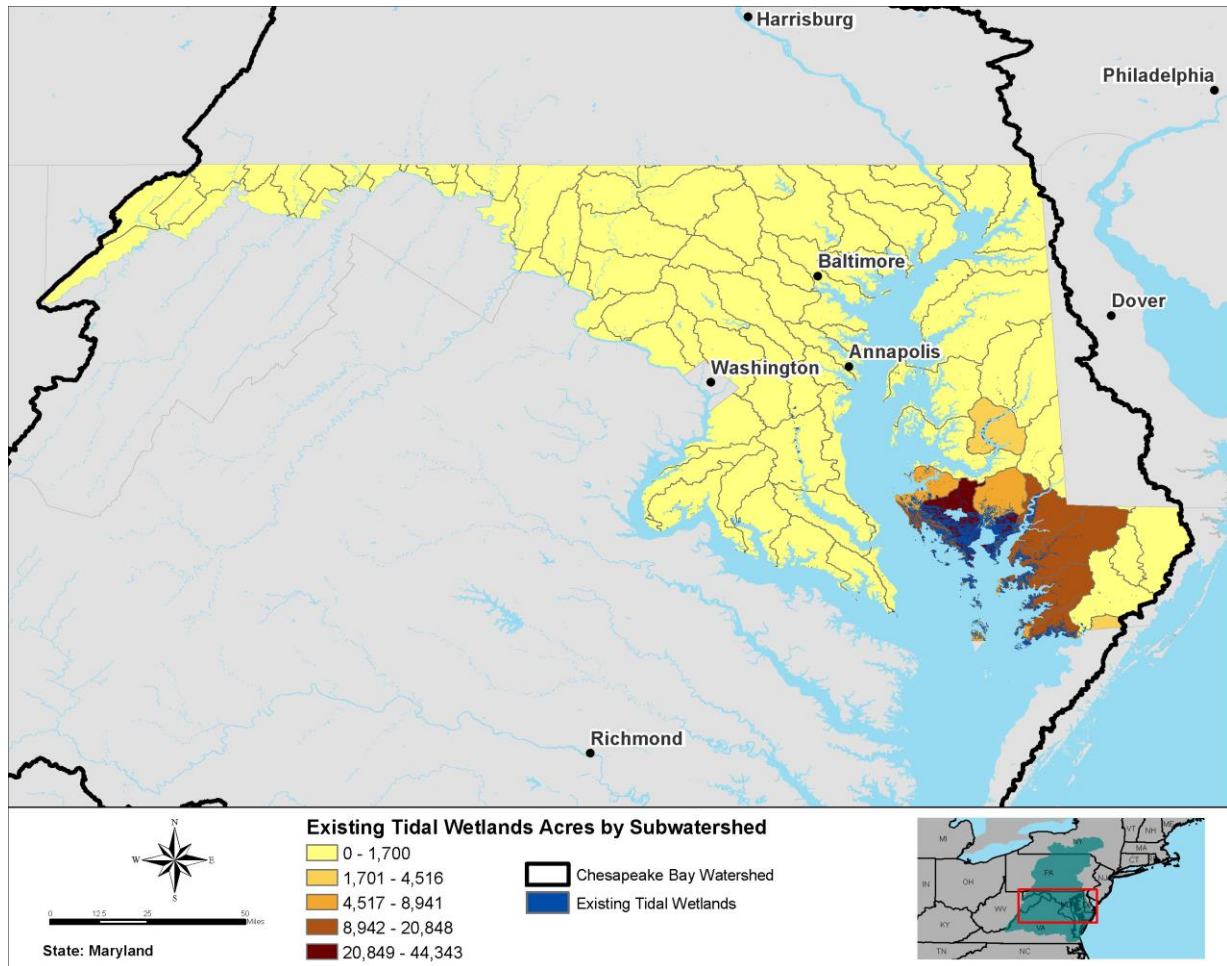 Harrisburg
Philadelphia
Baltimore
Dover
Annapolis
Washington
Richmond
N
W
E
S
0
12.5
25
50
Miles
State: Maryland
Existing Tidal Wetlands Acres by Subwatershed
0 - 1,700
1,701 - 4,516
4,517 - 8,941
8,942 - 20,848
20,849 - 44,343
Chesapeake Bay Watershed
Existing Tidal Wetlands
MI
NY
VT
NH
ME
MA
CT
PA
NJ
IN
OH
WV
MD
KY
VA
TN
NC